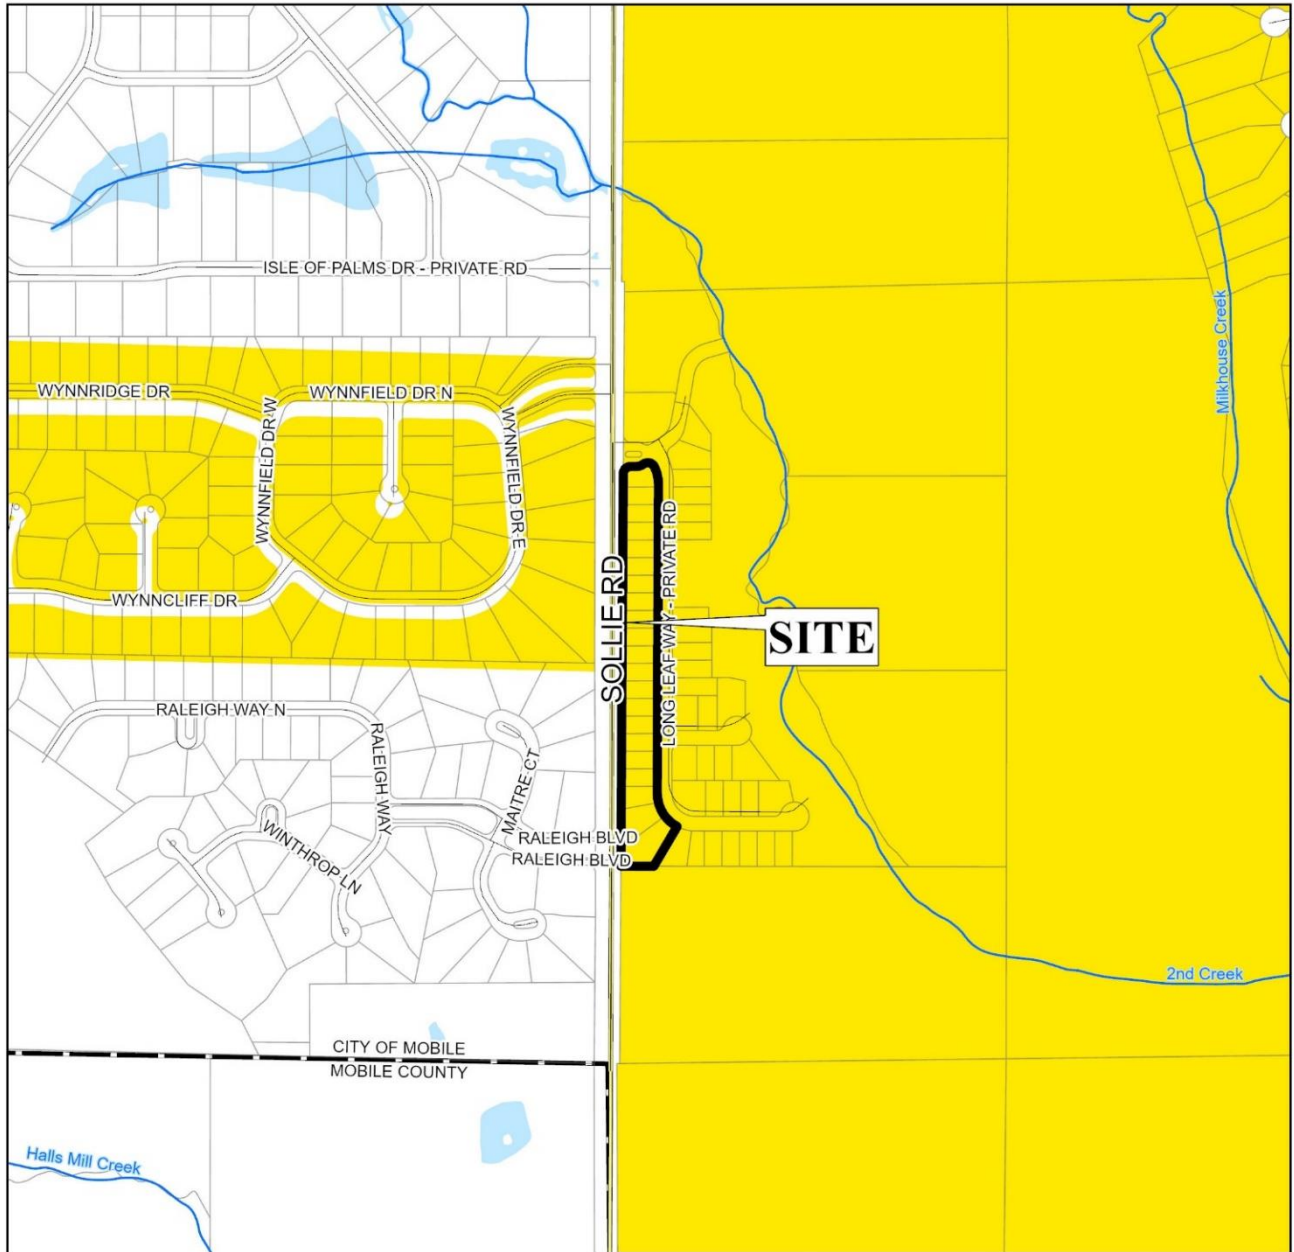 ISLE OF PALMS DR - PRIVATE RD
Milkhouse Creek
WYNNRIDGE DR
WYNNFIELD DR N
WYNNFIELD DR W
WYNNFIELD DR E
WYNNCLIFF DR
SOLLIE RD
LONG LEAF WAY - PRIVATE RD
SITE
RALEIGH WAY N
RALEIGH WAY
MAITRE CT
WINTHROP LN
RALEIGH BLVD
RALEIGH BLVD
2nd Creek
CITY OF MOBILE
MOBILE COUNTY
Halls Mill Creek